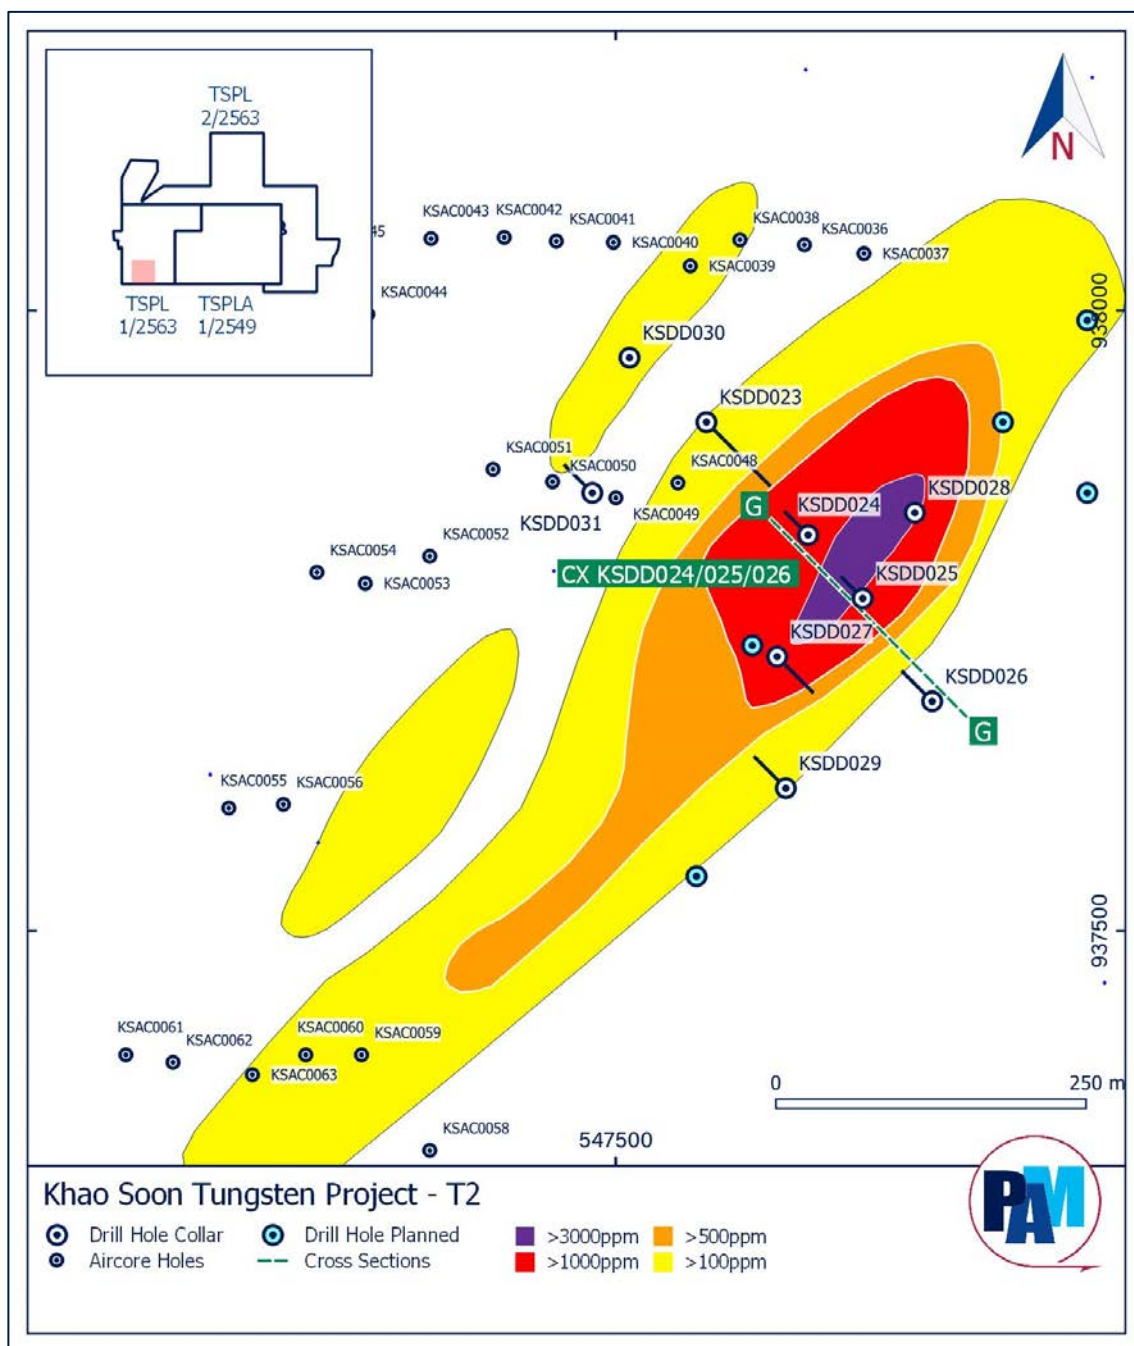 TSPL
2/2563
TSPL
1/2563
TSPLA
1/2549
N
45
KSAC0043
KSAC0042
KSAC0041
KSAC0040
KSAC0038
KSAC0036
KSAC0039
KSAC0037
KSAC0044
938000
KSDD030
KSDD023
KSAC0051
KSAC0050
KSAC0048
KSDD031
KSAC0049
G
KSDD024
KSDD028
KSAC0052
KSAC0054
KSAC0053
CX KSDD024/025/026
KSDD025
KSDD027
KSDD026
G
KSDD029
KSAC0055
KSAC0056
937500
KSAC0061
KSAC0062
KSAC0060
KSAC0059
KSAC0063
0
250 m
KSAC0058
547500
Khao Soon Tungsten Project - T2
Drill Hole Collar
Drill Hole Planned
>3000ppm
>500ppm
Aircore Holes
Cross Sections
>1000ppm
>100ppm
PAM